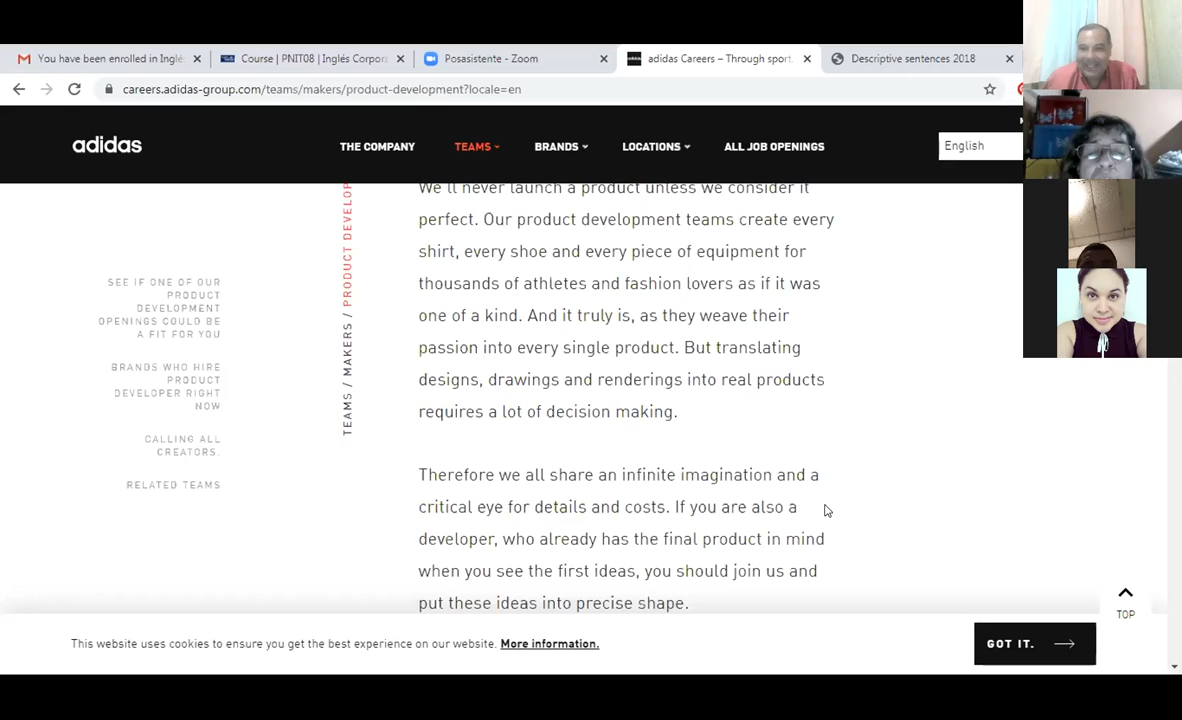 You have been enrolled in Inglé
Course | PNIT08 | Inglés Corpora
Posasistente - Zoom
adidas Careers – Through sport.
Descriptive sentences 2018
careers.adidas-group.com/teams/makers/product-development?locale=en
adidas
THE COMPANY
TEAMS
BRANDS
LOCATIONS
ALL JOB OPENINGS
English
SEE IF ONE OF OUR
PRODUCT
DEVELOPMENT
OPENINGS COULD BE
A FIT FOR YOU
BRANDS WHO HIRE
PRODUCT
DEVELOPER RIGHT
NOW
CALLING ALL
CREATORS.
RELATED TEAMS
TEAMS / MAKERS / PRODUCT DEVELOP
We'll never launch a product unless we consider it
perfect. Our product development teams create every
shirt, every shoe and every piece of equipment for
thousands of athletes and fashion lovers as if it was
one of a kind. And it truly is, as they weave their
passion into every single product. But translating
designs, drawings and renderings into real products
requires a lot of decision making.
Therefore we all share an infinite imagination and a
critical eye for details and costs. If you are also a
developer, who already has the final product in mind
when you see the first ideas, you should join us and
put these ideas into precise shape.
TOP
This website uses cookies to ensure you get the best experience on our website. More information.
GOT IT.